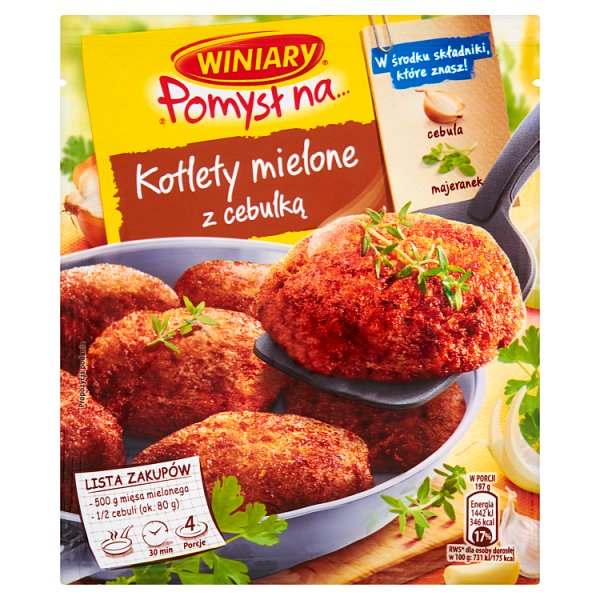 WINIARY
Pomysł na...
Kotlety mielone
z cebulką
W środku składniki,
które znasz!
cebula
majeranek
Propozycja podania
LISTA ZAKUPÓW
- 500 g mięsa mielonego
- 1/2 cebuli (ok. 80 g)
30 min
4
Porcje
W PORCJI
197 g
Energia
1442 kJ
346 kcal
17%
RWS* dla osoby dorosłej
w 100 g: 731 kJ/175 kcal